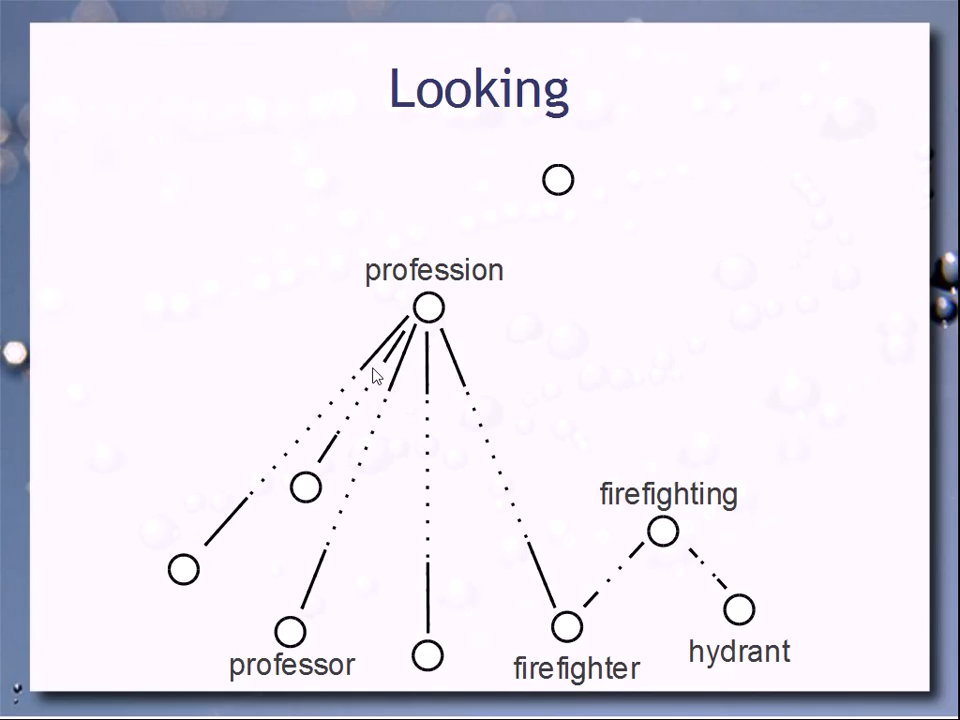 Looking
profession
firefighting
professor
firefighter
hydrant